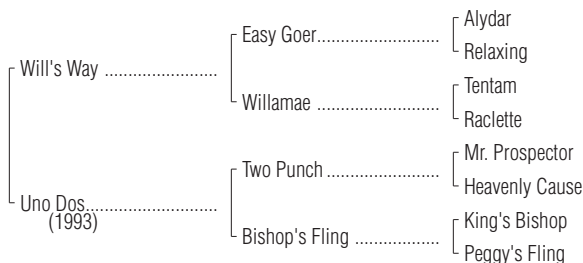 Alydar
Easy Goer
Relaxing
Will's Way
Tentam
Willamae
Raclette
Mr. Prospector
Two Punch
Heavenly Cause
Uno Dos
(1993)
King's Bishop
Bishop's Fling
Peggy's Fling